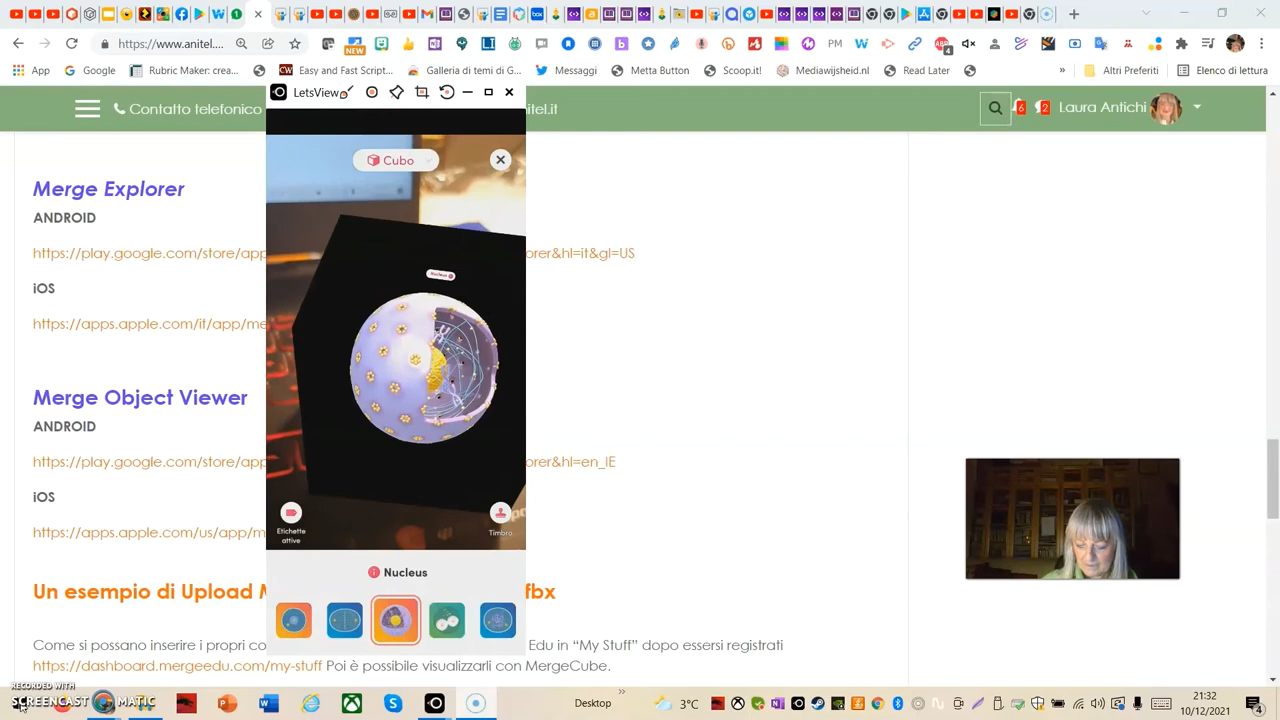 https://www.anitel.
NEW
PM
4
App
Google
Rubric Maker: crea...
Easy and Fast Script...
Galleria di temi di G...
Messaggi
Metta Button
Scoop.it!
Mediawijsheid.nl
Read Later
»
Altri Preferiti
Elenco di lettura
LetsView
Contatto telefonico
itel.it
6
2
Laura Antichi
Cubo
Merge Explorer
ANDROID
https://play.google.com/store/app
orer&hl=it&gl=US
iOS
https://apps.apple.com/it/app/me
Nucleus
Merge Object Viewer
ANDROID
https://play.google.com/store/app
orer&hl=en_IE
iOS
https://apps.apple.com/us/app/m
Etichette
attive
Timbro
Nucleus
Un esempio di Upload M
fbx
Come si possano inserire i propri co
Edu in “My Stuff” dopo essersi registrati
https://dashboard.mergeedu.com/my-stuff Poi è possibile visualizzarli con MergeCube.
RECORDED WITH
SCREENCAST MATIC
Desktop
»
3°C
21:32
10/12/2021
4